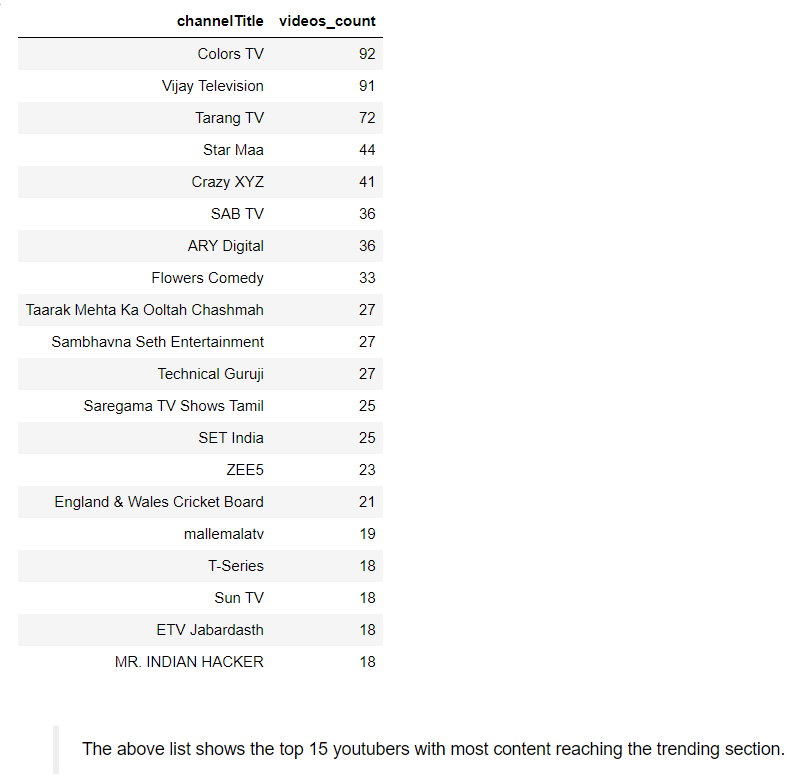 channelTitle videos_count
Colors TV 92
Vijay Television 91
Tarang TV 72
Star Maa 44
Crazy XYZ 41
SAB TV 36
ARY Digital 36
Flowers Comedy 33
Taarak Mehta Ka Ooltah Chashmah 27
Sambhavna Seth Entertainment 27
Technical Guruji 27
Saregama TV Shows Tamil 25
SET India 25
ZEE5 23
England & Wales Cricket Board 21
mallemalatv 19
T-Series 18
Sun TV 18
ETV Jabardasth 18
MR. INDIAN HACKER 18
The above list shows the top 15 youtubers with most content reaching the trending section.